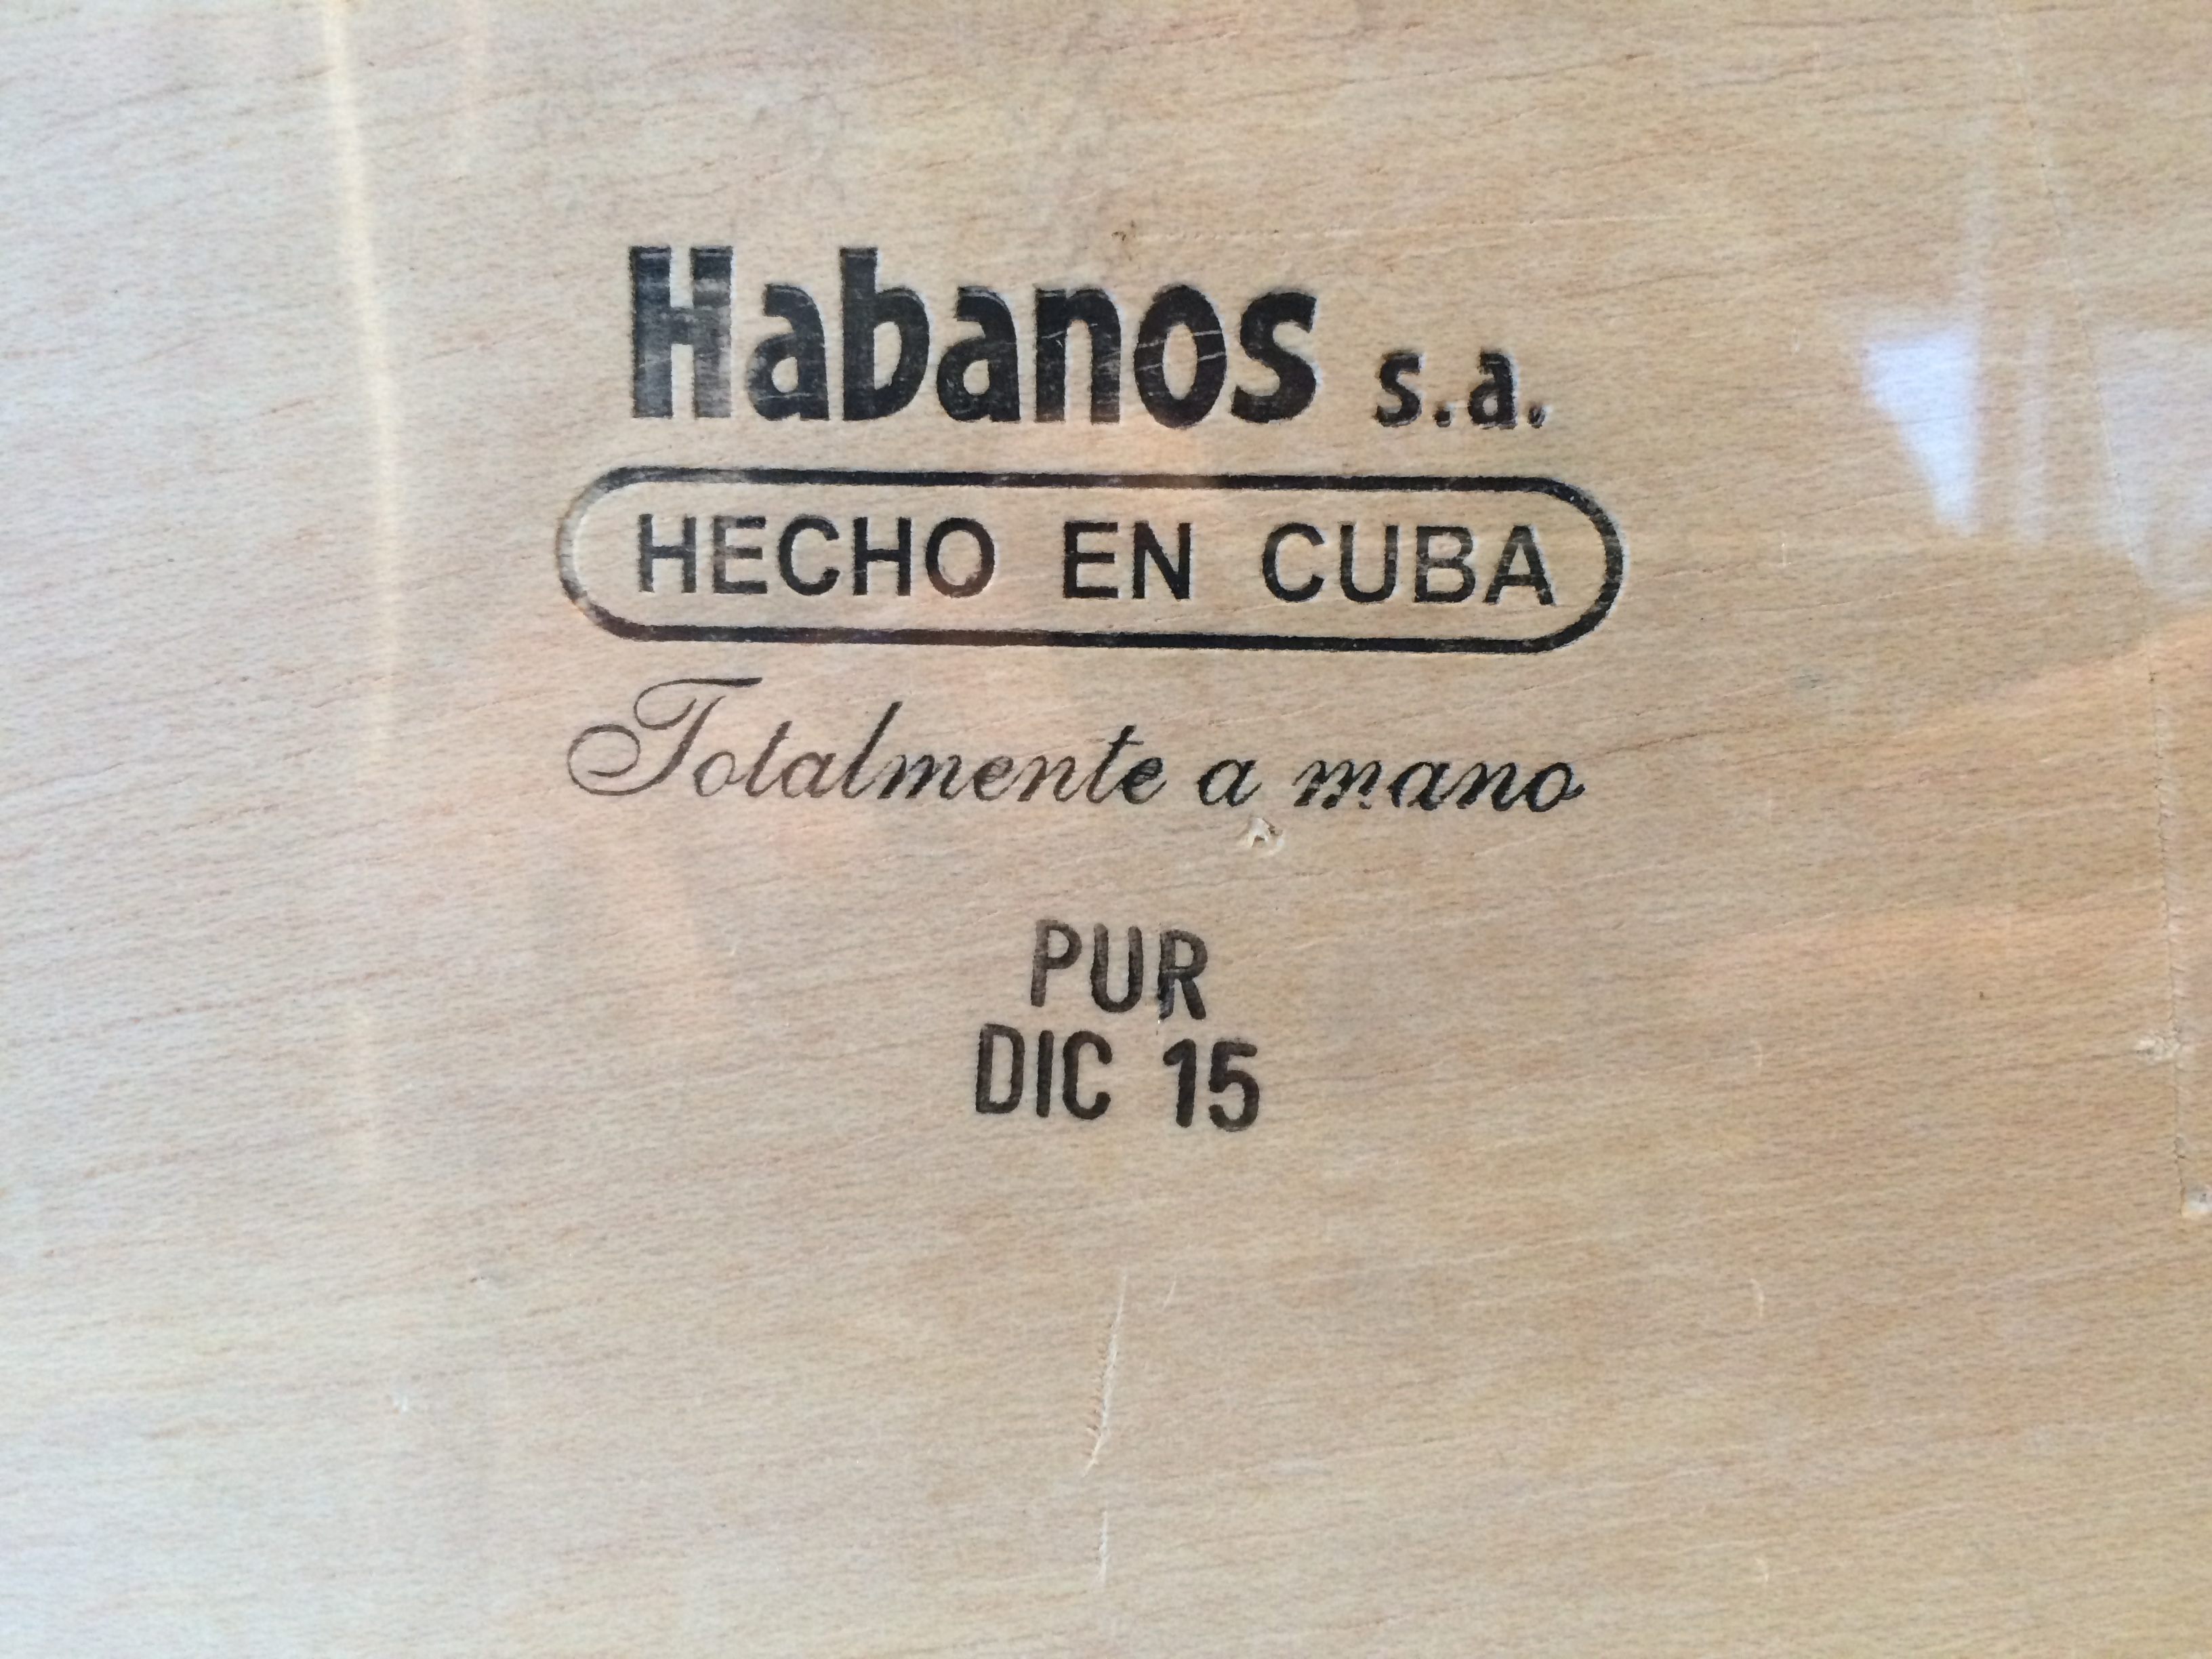 Habanos s.a.
HECHO EN CUBA
Totalmente a mano
PUR
DIC 15